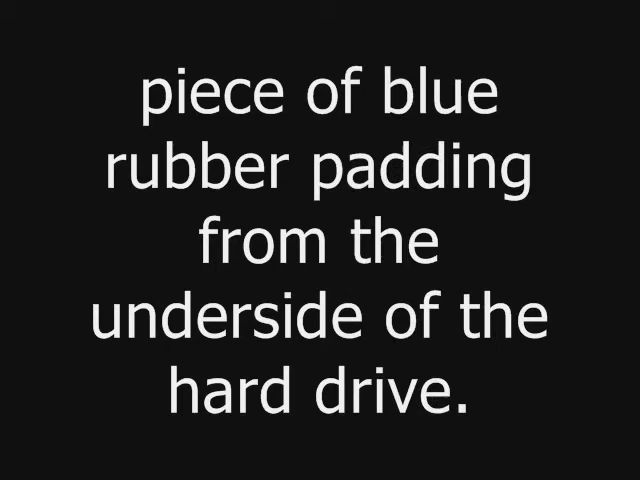 piece of blue
rubber padding
from the
underside of the
hard drive.